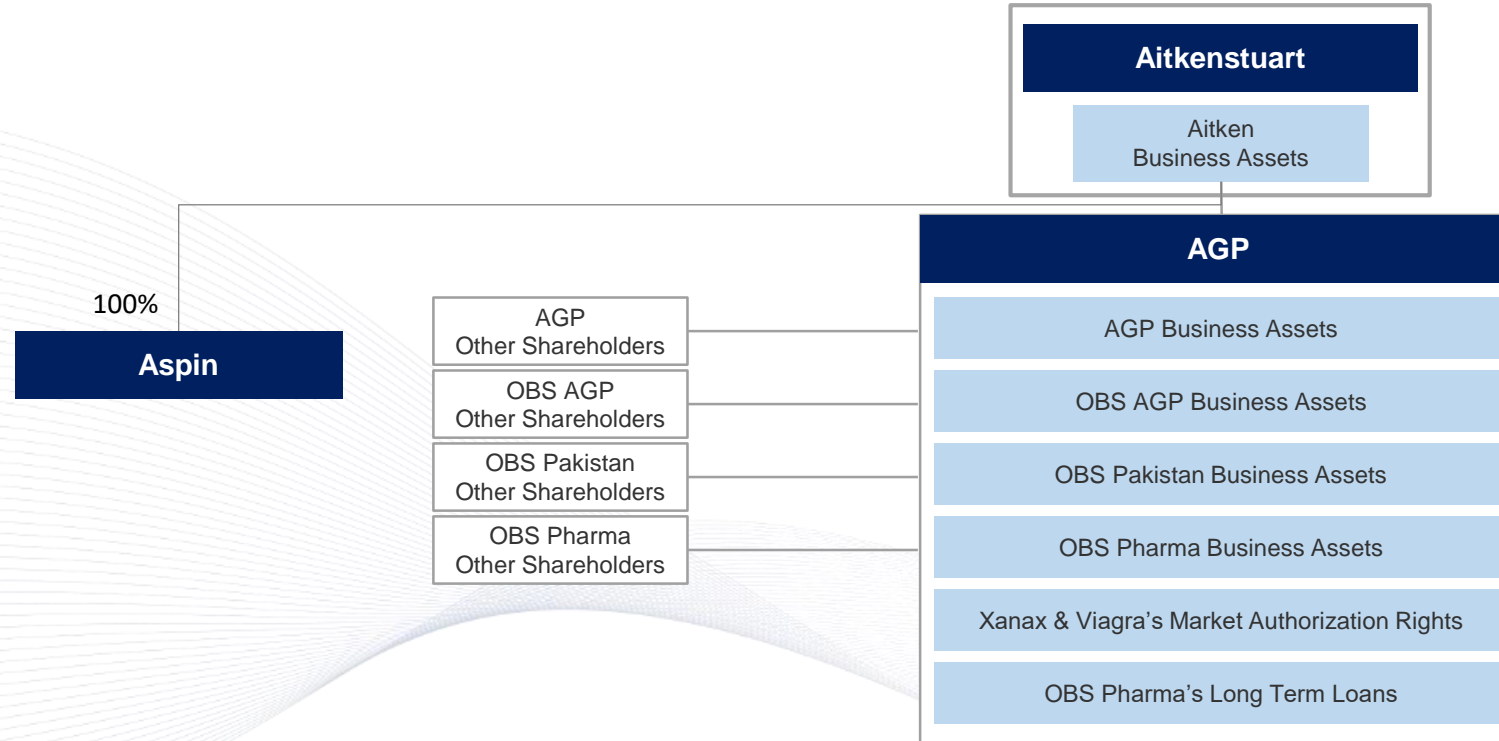 Aitkenstuart
Aitken
Business Assets
AGP
100%
Aspin
AGP
Other Shareholders
OBS AGP
Other Shareholders
OBS Pakistan
Other Shareholders
OBS Pharma
Other Shareholders
AGP Business Assets
OBS AGP Business Assets
OBS Pakistan Business Assets
OBS Pharma Business Assets
Xanax & Viagra’s Market Authorization Rights
OBS Pharma’s Long Term Loans